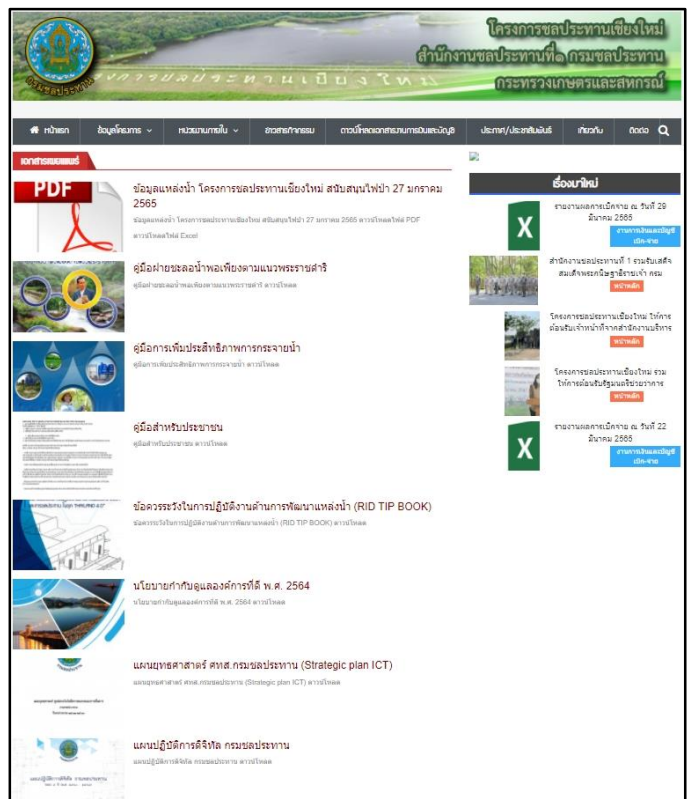 โครงการชลประทานเชียงใหม่
สำนักงานชลประทานที่๑ กรมชลประทาน
กระทรวงเกษตรและสหกรณ์
กรมชลประทาน
หน้าแรก ข้อมูลโครงการ หน่วยงานภายใน ข่าวสารกิจกรรม ดาวน์โหลดเอกสารงานการเงินและบัญชี ประกาศ/ประชาสัมพันธ์ เกี่ยวกับ ติดต่อ
เอกสารเผยแพร่
PDF
ข้อมูลแหล่งน้ำ โครงการชลประทานเชียงใหม่ สนับสนุนไฟป่า 27 มกราคม
2565
ข้อมูลแหล่งน้ำ โครงการชลประทานเชียงใหม่ สนับสนุนไฟป่า 27 มกราคม 2565 ดาวน์โหลดไฟล์ PDF
ดาวน์โหลดไฟล์ Excel
คู่มือฝายชะลอน้ำพอเพียงตามแนวพระราชดำริ
คู่มือฝายชะลอน้ำพอเพียงตามแนวพระราชดำริ ดาวน์โหลด
คู่มือการเพิ่มประสิทธิภาพการกระจายน้ำ
คู่มือการเพิ่มประสิทธิภาพการกระจายน้ำ ดาวน์โหลด
คู่มือสำหรับประชาชน
คู่มือสำหรับประชาชน ดาวน์โหลด
ข้อควรระวังในการปฏิบัติงานด้านการพัฒนาแหล่งน้ำ (RID TIP BOOK)
ข้อควรระวังในการปฏิบัติงานด้านการพัฒนาแหล่งน้ำ (RID TIP BOOK) ดาวน์โหลด
นโยบายกำกับดูแลองค์การที่ดี พ.ศ. 2564
นโยบายกำกับดูแลองค์การที่ดี พ.ศ. 2564 ดาวน์โหลด
แผนยุทธศาสตร์ ศทส.กรมชลประทาน (Strategic plan ICT)
แผนยุทธศาสตร์ ศทส.กรมชลประทาน (Strategic plan ICT) ดาวน์โหลด
แผนปฏิบัติการดิจิทัล กรมชลประทาน
แผนปฏิบัติการดิจิทัล กรมชลประทาน ดาวน์โหลด
เรื่องมาใหม่
X
รายงานผลการเบิกจ่าย ณ วันที่ 29
มีนาคม 2565
งานการเงินและบัญชี
เบิก-จ่าย
สำนักงานชลประทานที่ 1 รวมรับเสด็จ
สมเด็จพระกนิษฐาธิราชเจ้า กรม
หน้าหลัก
โครงการชลประทานเชียงใหม่ ให้การ
ต้อนรับเจ้าหน้าที่จากสำนักงานบริหาร
หน้าหลัก
โครงการชลประทานเชียงใหม่ รวม
ให้การต้อนรับรัฐมนตรีช่วยว่าการ
หน้าหลัก
X
รายงานผลการเบิกจ่าย ณ วันที่ 22
มีนาคม 2565
งานการเงินและบัญชี
เบิก-จ่าย